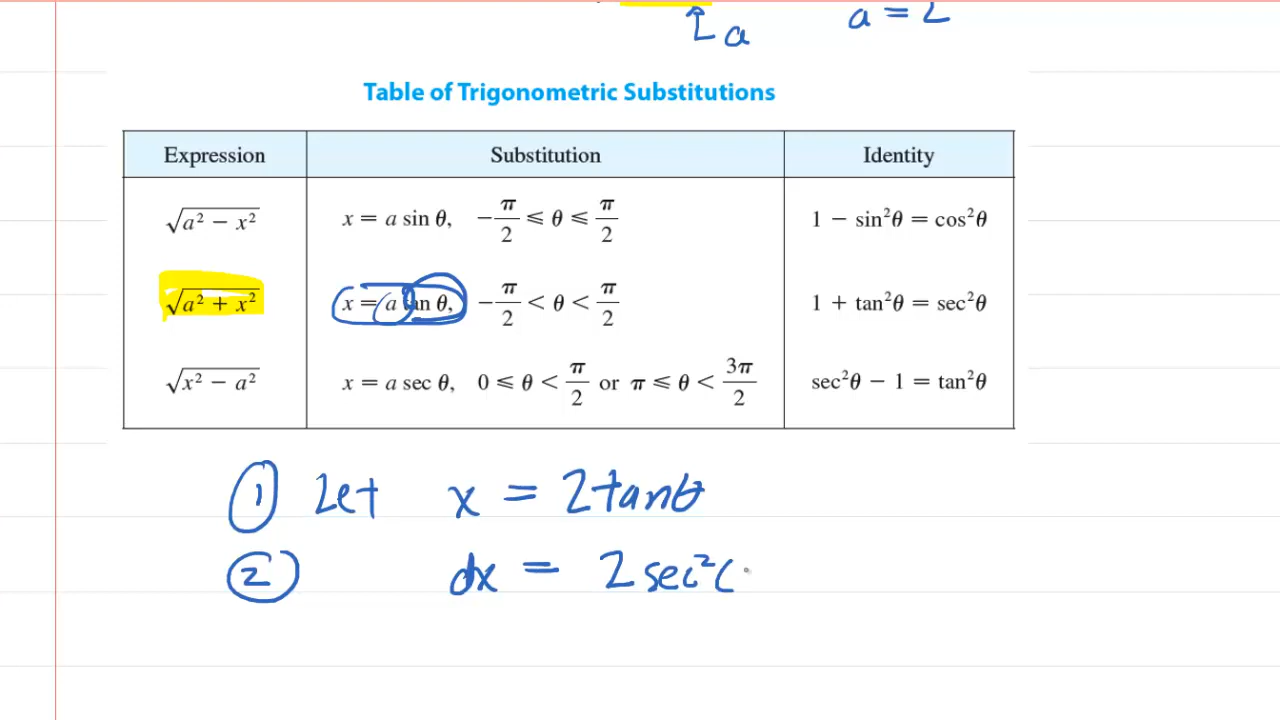 a a = 2
Table of Trigonometric Substitutions
Expression Substitution Identity
√(a² − x²) x = a sin θ, −π/2 ⩽ θ ⩽ π/2 1 − sin²θ = cos²θ
√(a² + x²) x = a tan θ, −π/2 < θ < π/2 1 + tan²θ = sec²θ
√(x² − a²) x = a sec θ, 0 ⩽ θ < π/2 or π ⩽ θ < 3π/2 sec²θ − 1 = tan²θ
① Let x = 2tanθ
② dx = 2 sec²(